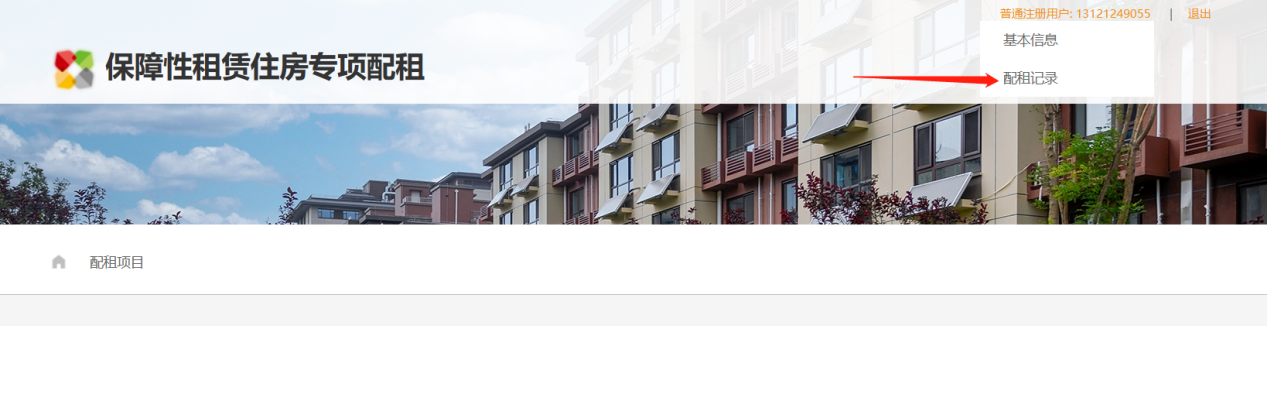 普通注册用户: 13121249055 | 退出
基本信息
保障性租赁住房专项配租
配租记录
配租项目